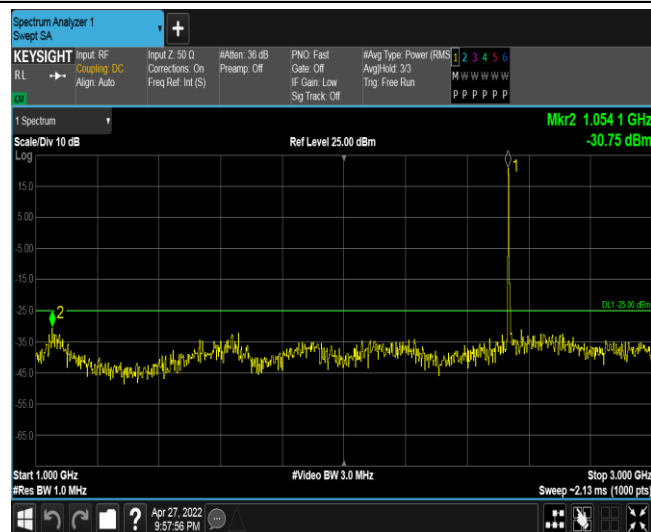 Spectrum Analyzer 1
Swept SA
+
KEYSIGHT
RL
Input: RF
Coupling: DC
Align: Auto
Input Z: 50 Ω
Corrections: On
Freq Ref: Int (S)
#Atten: 36 dB
Preamp: Off
PNO: Fast
Gate: Off
IF Gain: Low
Sig Track: Off
#Avg Type: Power (RMS
Avg|Hold: 3/3
Trig: Free Run
1 2 3 4 5 6
M W W W W W
P P P P P P
1 Spectrum
Scale/Div 10 dB
Ref Level 25.00 dBm
Mkr2 1.054 1 GHz
-30.75 dBm
Log
1
15.0
5.00
-5.00
-15.0
-25.0
2
DL1 -25.00 dBm
-35.0
-45.0
-55.0
-65.0
Start 1.000 GHz
#Video BW 3.0 MHz
Stop 3.000 GHz
#Res BW 1.0 MHz
Sweep ~2.13 ms (1000 pts)
?
Apr 27, 2022
9:57:56 PM